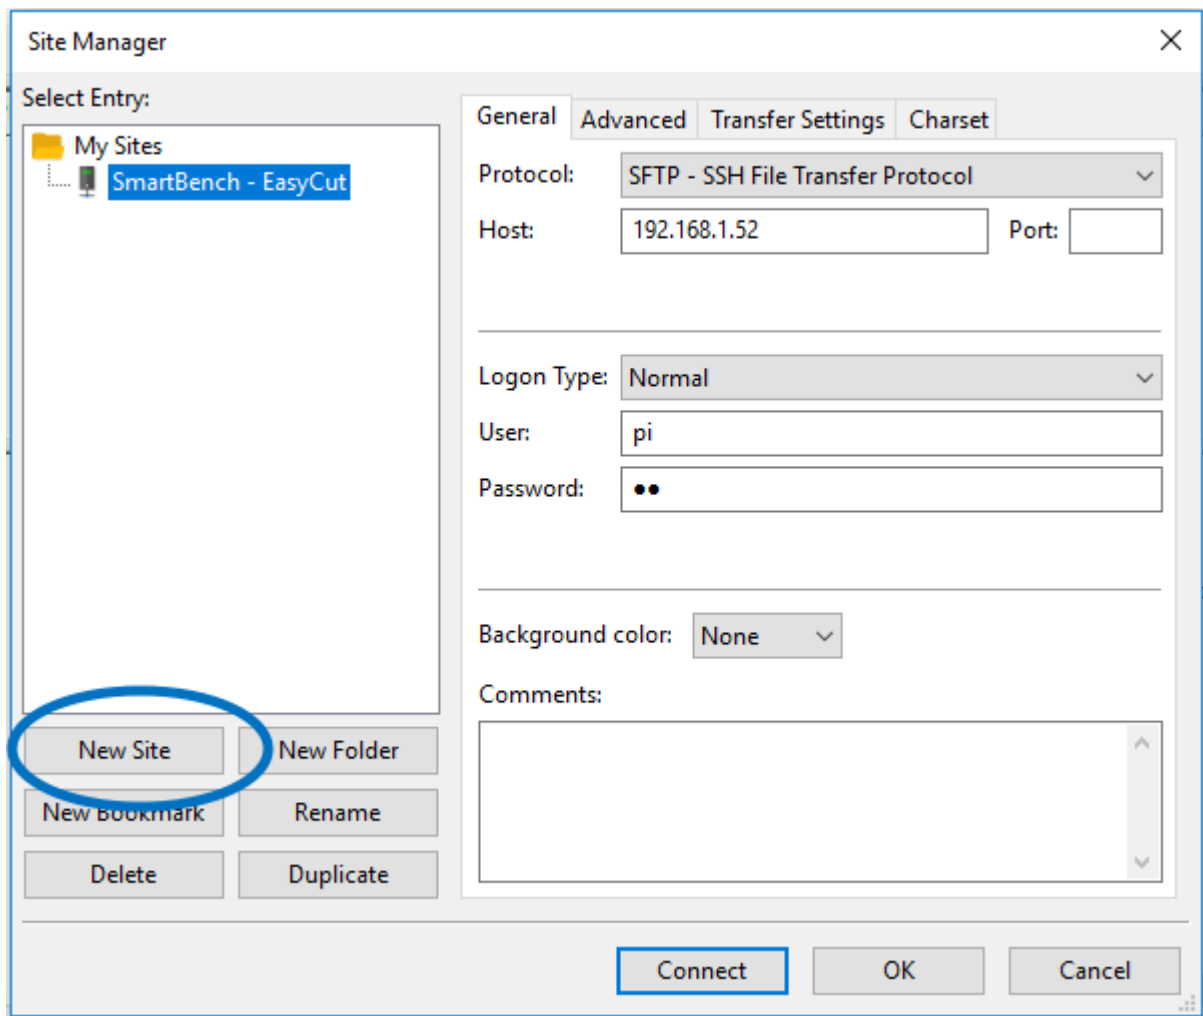 Site Manager
Select Entry:
My Sites
SmartBench - EasyCut
New Site
New Folder
New Bookmark
Rename
Delete
Duplicate
General
Advanced
Transfer Settings
Charset
Protocol:
SFTP - SSH File Transfer Protocol
Host:
192.168.1.52
Port:
Logon Type:
Normal
User:
pi
Password:
●●
Background color:
None
Comments:
Connect
OK
Cancel